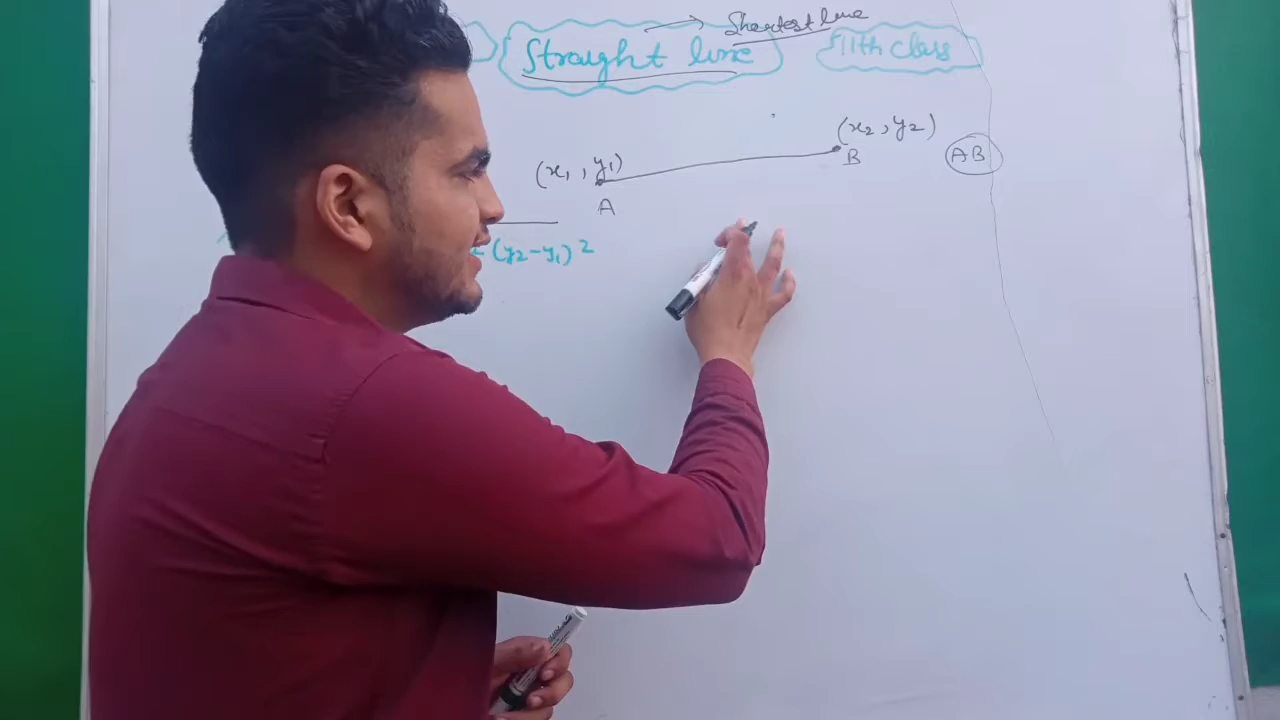 Straight line → Shortest line
11th class
(x₁, y₁)
(x₂, y₂)
A
B
AB
(y₂-y₁)²